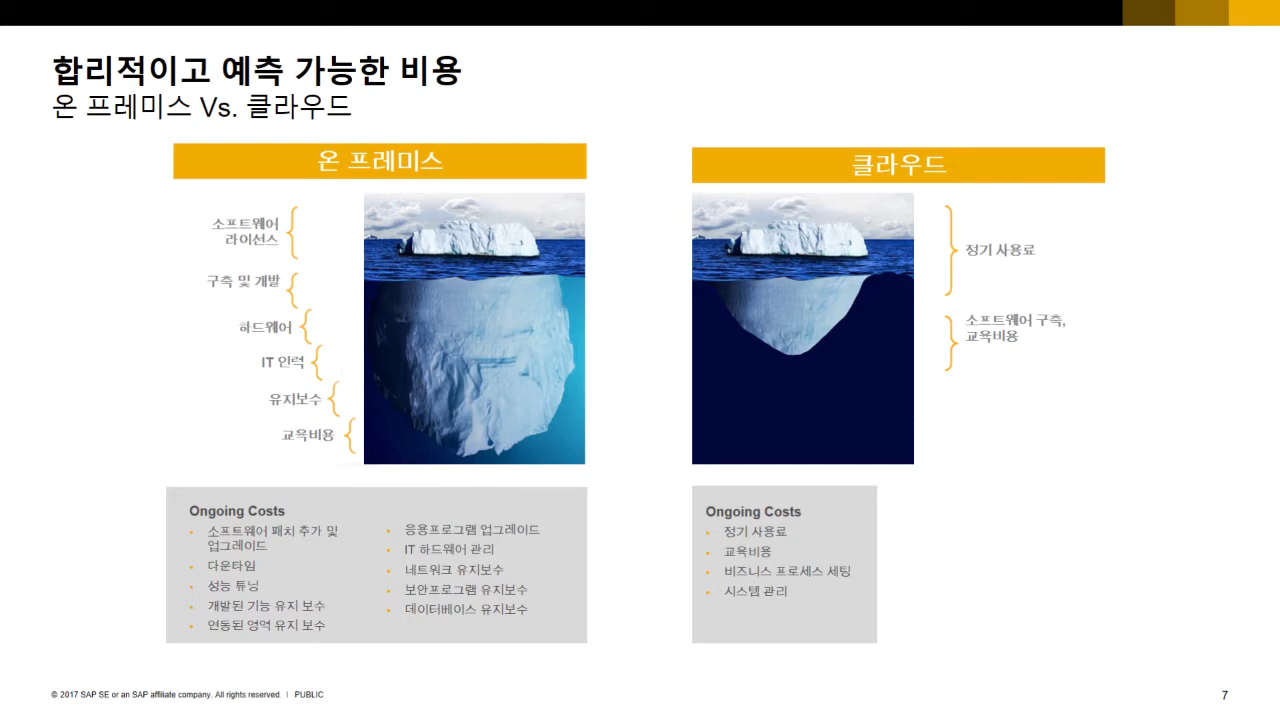 합리적이고 예측 가능한 비용
온 프레미스 Vs. 클라우드
온 프레미스
소프트웨어
라이선스
구축 및 개발
하드웨어
IT 인력
유지보수
교육비용
Ongoing Costs
소프트웨어 패치 추가 및
업그레이드
다운타임
성능 튜닝
개발된 기능 유지 보수
연동된 영역 유지 보수
응용프로그램 업그레이드
IT 하드웨어 관리
네트워크 유지보수
보안프로그램 유지보수
데이터베이스 유지보수
클라우드
정기 사용료
소프트웨어 구축,
교육비용
Ongoing Costs
정기 사용료
교육비용
비즈니스 프로세스 세팅
시스템 관리
© 2017 SAP SE or an SAP affiliate company. All rights reserved. I PUBLIC
7